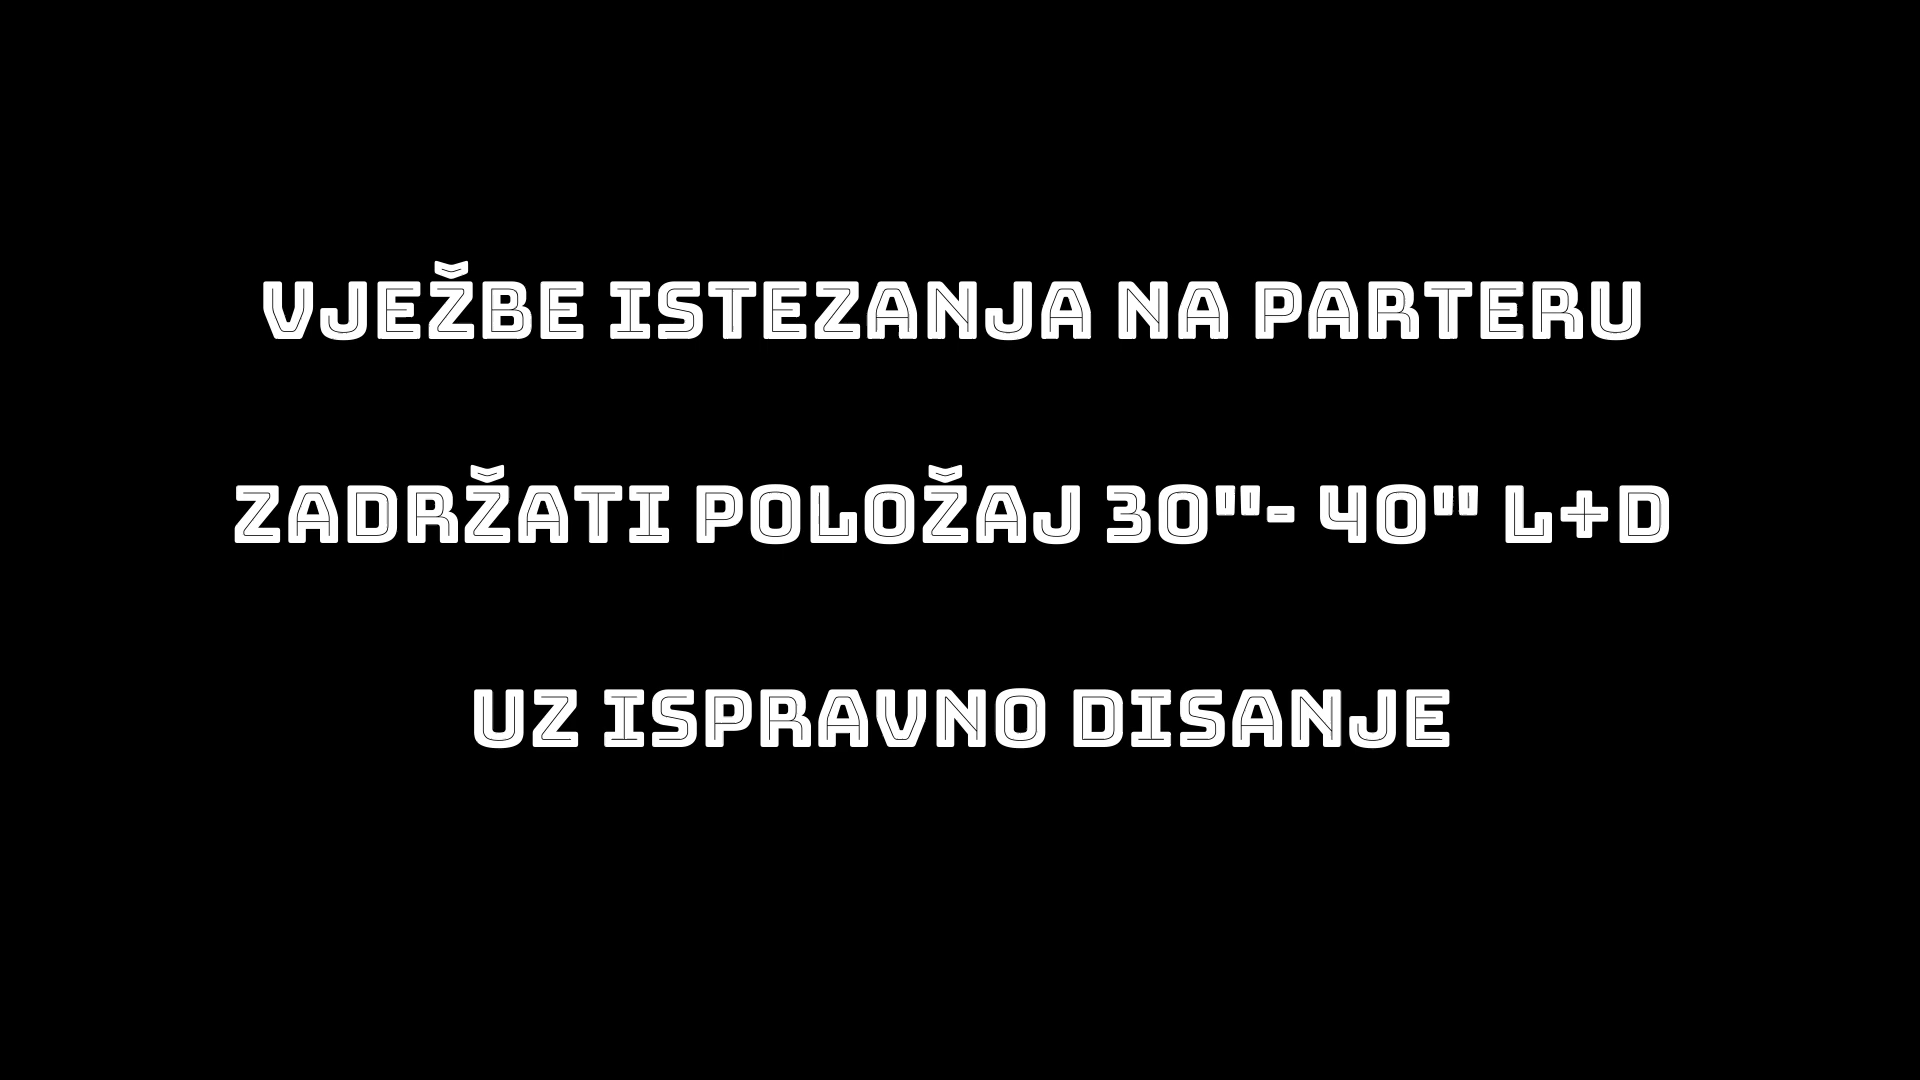 VJEŽBE ISTEZANJA NA PARTERU
ZADRŽATI POLOŽAJ 30"- 40" L+D
UZ ISPRAVNO DISANJE